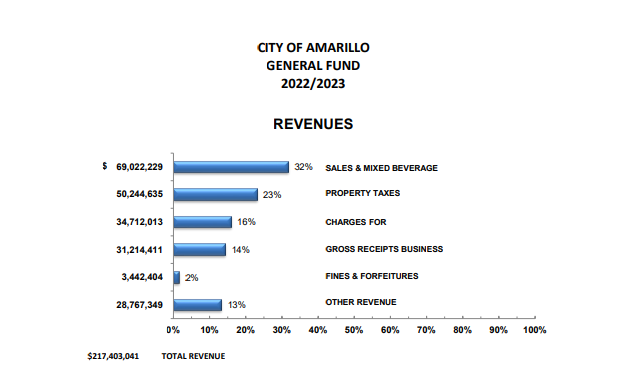 CITY OF AMARILLO
GENERAL FUND
2022/2023
REVENUES
$ 69,022,229 32% SALES & MIXED BEVERAGE
50,244,635 23% PROPERTY TAXES
34,712,013 16% CHARGES FOR
31,214,411 14% GROSS RECEIPTS BUSINESS
3,442,404 2% FINES & FORFEITURES
28,767,349 13% OTHER REVENUE
0% 10% 20% 30% 40% 50% 60% 70% 80% 90% 100%
$217,403,041 TOTAL REVENUE